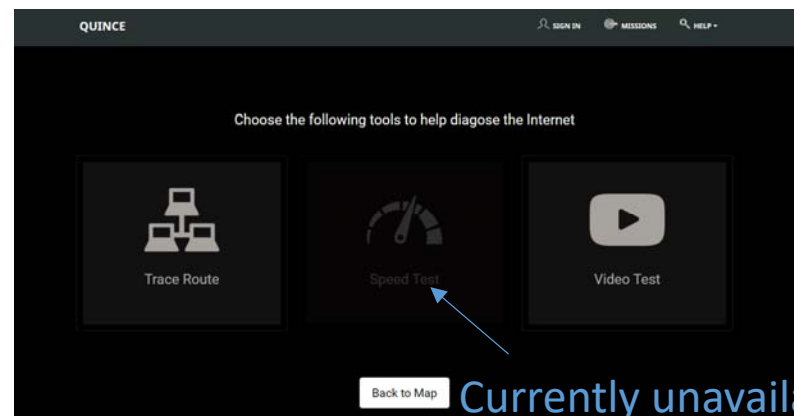 QUINCE SIGN IN MISSIONS HELP
Choose the following tools to help diagose the Internet
Trace Route Speed Test Video Test
Back to Map
Currently unavaila